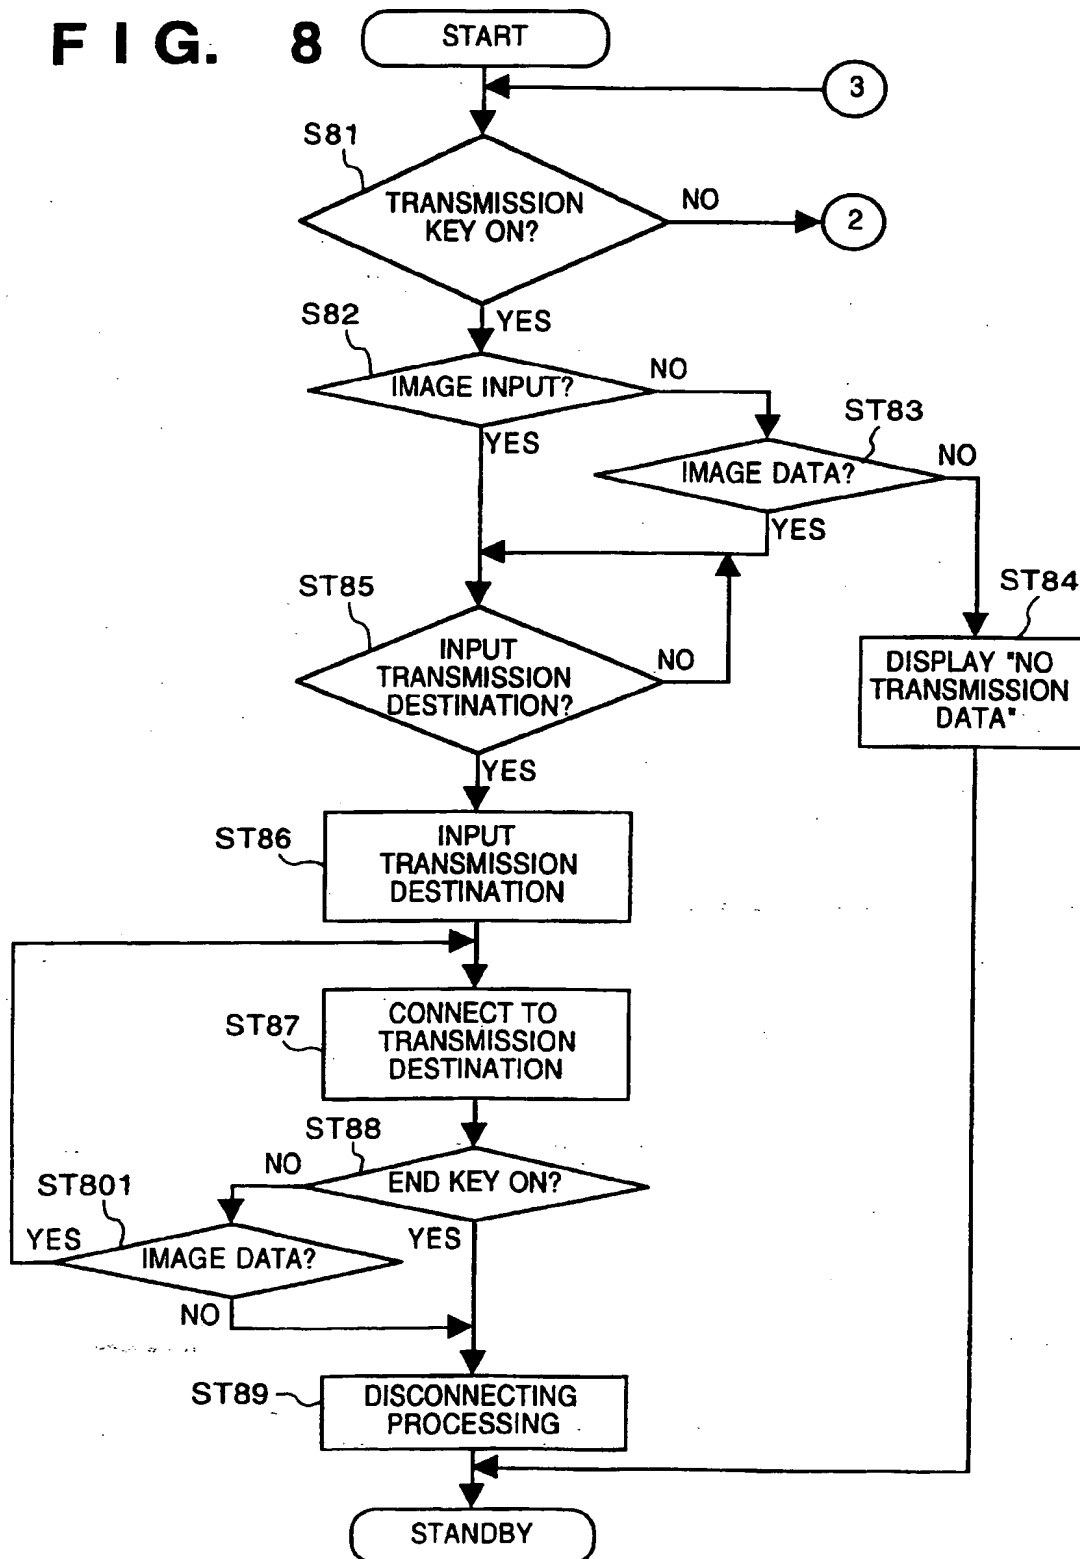 FIG. 8
START
3
S81
TRANSMISSION
KEY ON?
NO
2
YES
S82
IMAGE INPUT?
NO
ST83
YES
IMAGE DATA?
NO
YES
ST85
ST84
INPUT
TRANSMISSION
DESTINATION?
NO
DISPLAY "NO
TRANSMISSION
DATA"
YES
ST86
INPUT
TRANSMISSION
DESTINATION
ST87
CONNECT TO
TRANSMISSION
DESTINATION
ST88
NO
END KEY ON?
ST801
YES
YES
IMAGE DATA?
NO
ST89
DISCONNECTING
PROCESSING
STANDBY